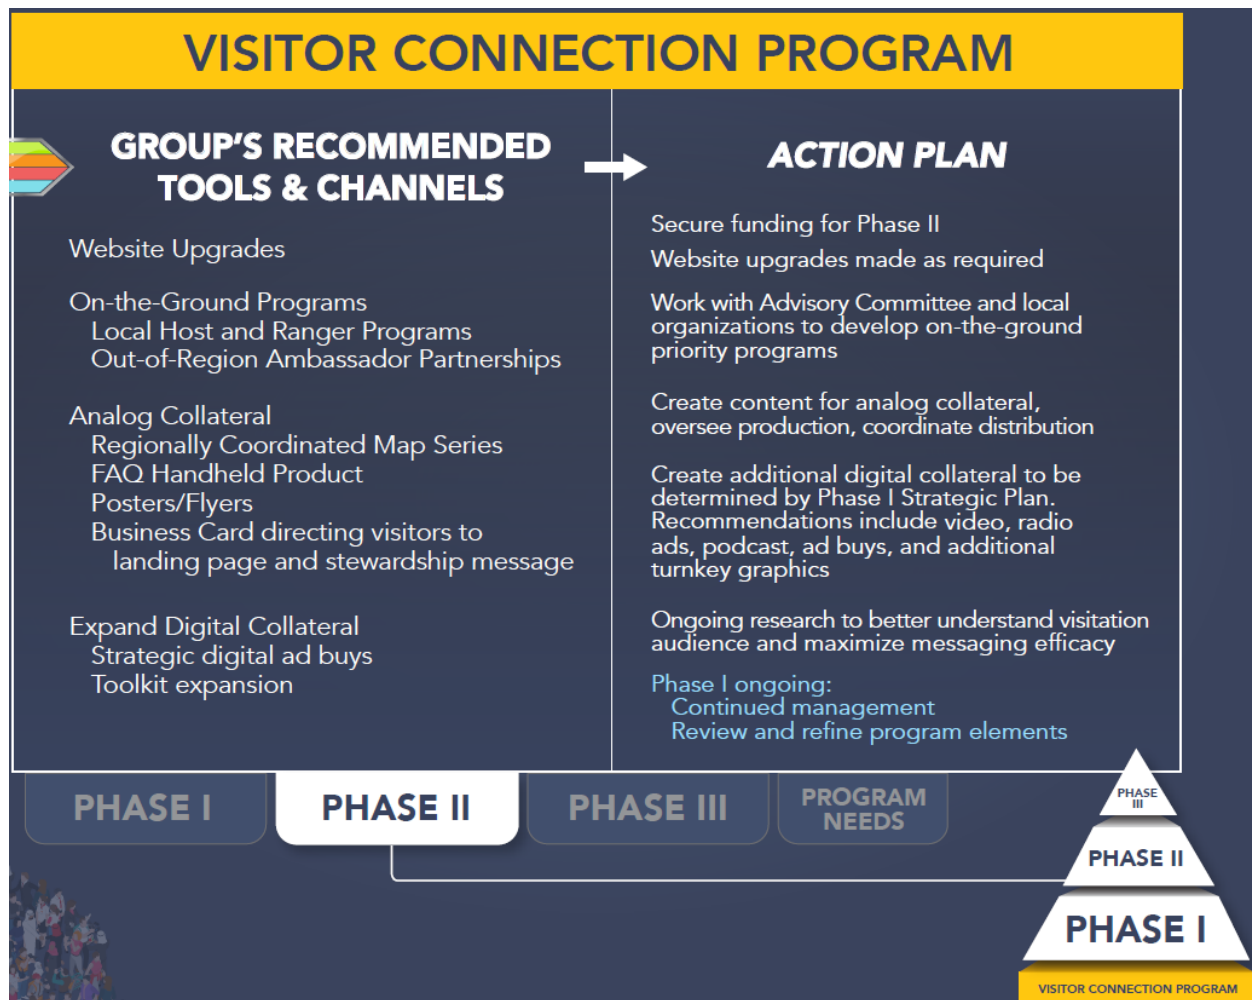 VISITOR CONNECTION PROGRAM
GROUP'S RECOMMENDED
TOOLS & CHANNELS
Website Upgrades
On-the-Ground Programs
Local Host and Ranger Programs
Out-of-Region Ambassador Partnerships
Analog Collateral
Regionally Coordinated Map Series
FAQ Handheld Product
Posters/Flyers
Business Card directing visitors to
landing page and stewardship message
Expand Digital Collateral
Strategic digital ad buys
Toolkit expansion
ACTION PLAN
Secure funding for Phase II
Website upgrades made as required
Work with Advisory Committee and local
organizations to develop on-the-ground
priority programs
Create content for analog collateral,
oversee production, coordinate distribution
Create additional digital collateral to be
determined by Phase I Strategic Plan.
Recommendations include video, radio
ads, podcast, ad buys, and additional
turnkey graphics
Ongoing research to better understand visitation
audience and maximize messaging efficacy
Phase I ongoing:
Continued management
Review and refine program elements
PHASE I
PHASE II
PHASE III
PROGRAM
NEEDS
PHASE
III
PHASE II
PHASE I
VISITOR CONNECTION PROGRAM